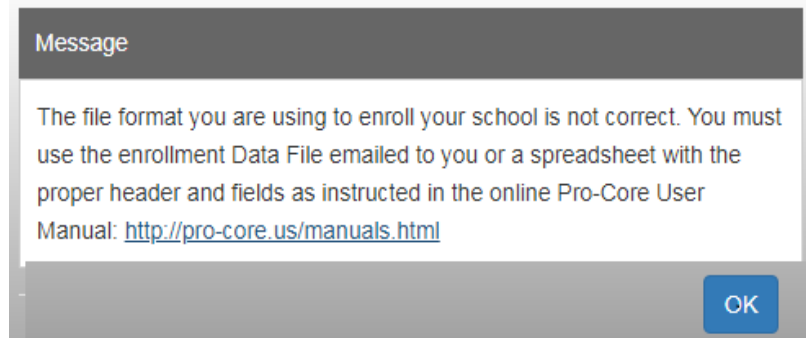 Message
The file format you are using to enroll your school is not correct. You must
use the enrollment Data File emailed to you or a spreadsheet with the
proper header and fields as instructed in the online Pro-Core User
Manual: http://pro-core.us/manuals.html
OK